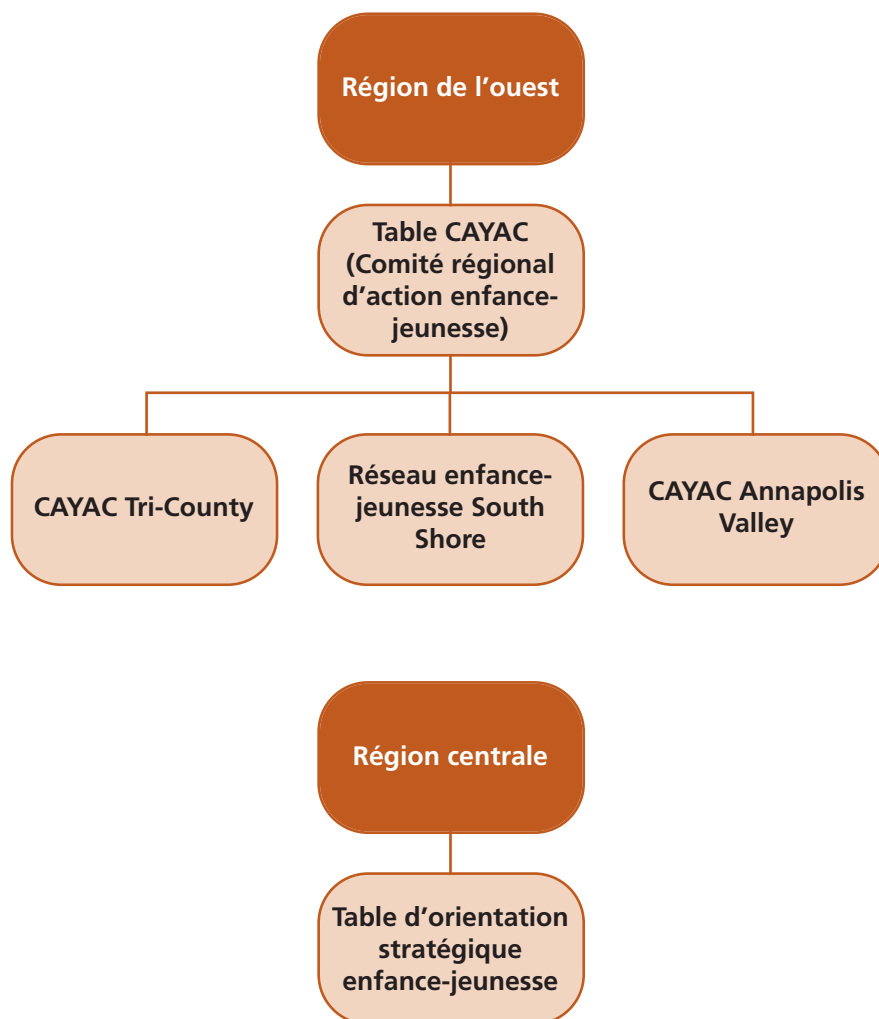 Région de l’ouest
Table CAYAC
(Comité régional
d’action enfance-
jeunesse)
CAYAC Tri-County
Réseau enfance-
jeunesse South
Shore
CAYAC Annapolis
Valley
Région centrale
Table d’orientation
stratégique
enfance-jeunesse